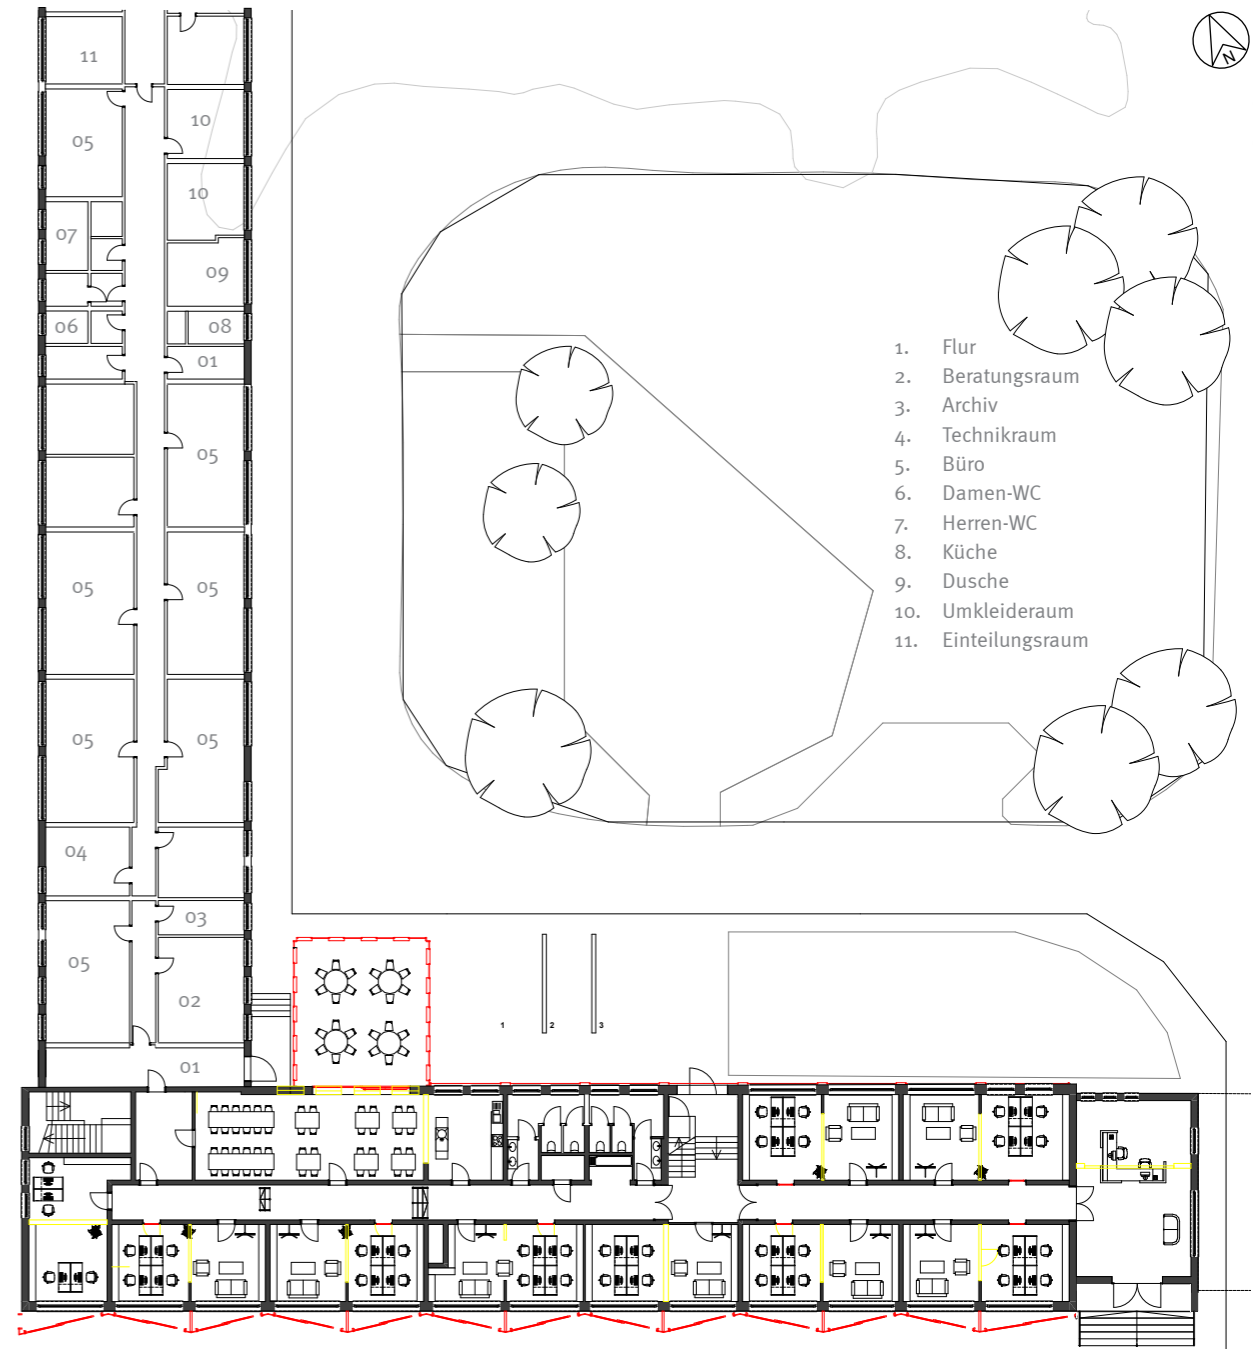 N
11
05
10
10
07
09
06
08
01
05
05
05
05
05
04
03
05
02
01
1. Flur
2. Beratungsraum
3. Archiv
4. Technikraum
5. Büro
6. Damen-WC
7. Herren-WC
8. Küche
9. Dusche
10. Umkleideraum
11. Einteilungsraum
1 2 3